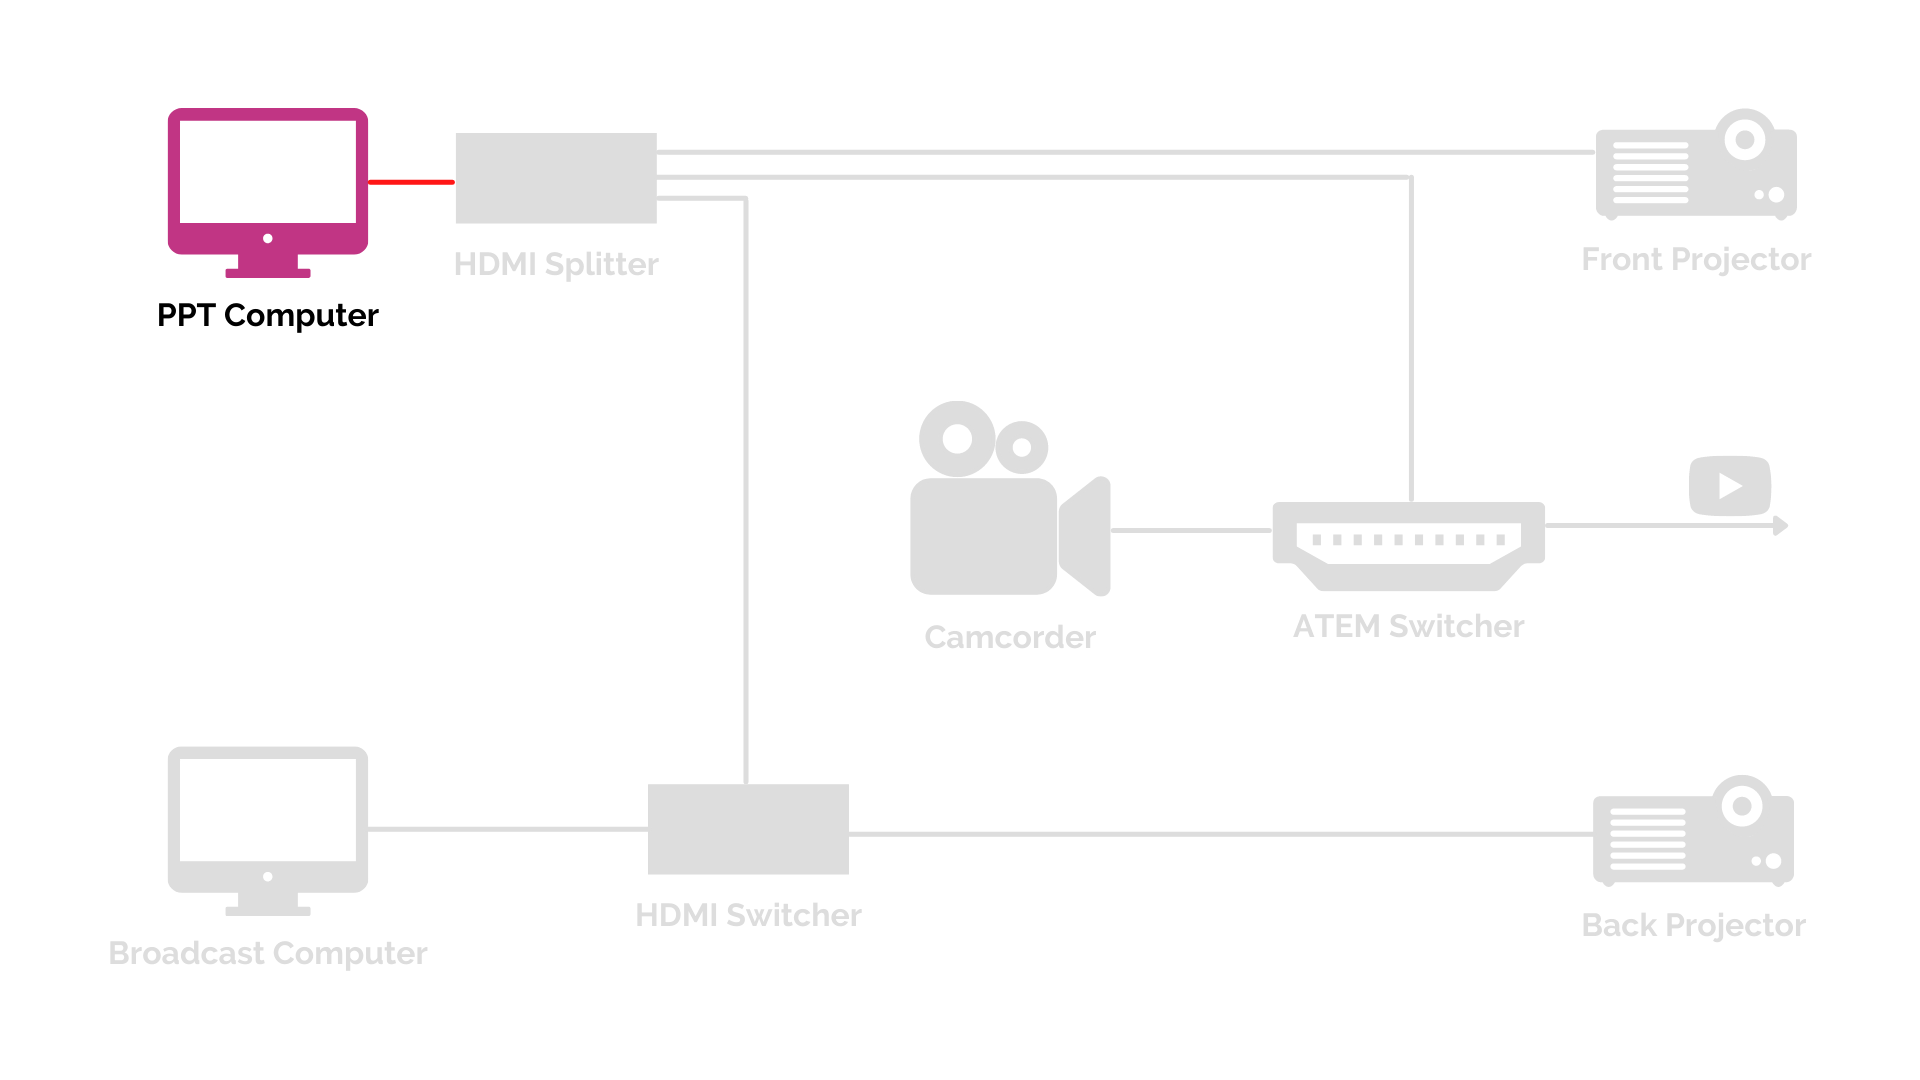 HDMI Splitter
Front Projector
PPT Computer
Camcorder
ATEM Switcher
HDMI Switcher
Back Projector
Broadcast Computer